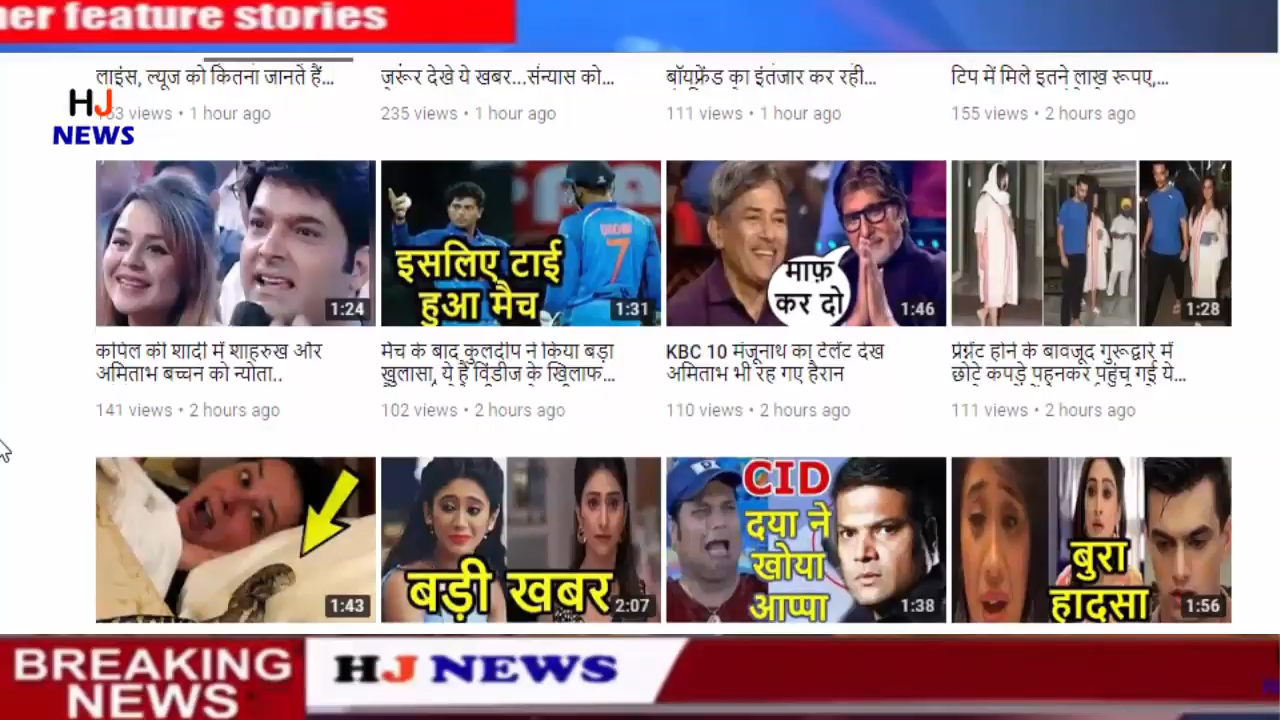 ner feature stories
लाइंस, ल्यूज को कितना जानते हैं...
जरूर देखे ये खबर...संन्यास को...
बॉयफ्रेंड का इंतजार कर रही...
टिप में मिले इतने लाख रूपए,...
HJ
NEWS
63 views • 1 hour ago
235 views • 1 hour ago
111 views • 1 hour ago
155 views • 2 hours ago
1:24
7
इसलिए टाई
हुआ मैच
1:31
माफ़
कर दो
1:46
1:28
कपिल की शादी में शाहरुख और
अमिताभ बच्चन को न्योता..
मैच के बाद कुलदीप ने किया बड़ा
खुलासा, ये है विंडीज के खिलाफ...
KBC 10 मंजूनाथ का टैलेंट देख
अमिताभ भी रह गए हैरान
प्रेग्नेंट होने के बावजूद गुरूद्वारे में
छोटे कपड़े पहनकर पहुंच गई ये...
141 views • 2 hours ago
102 views • 2 hours ago
110 views • 2 hours ago
111 views • 2 hours ago
1:43
बड़ी खबर
2:07
CID
दया ने
खोया
आप्पा
1:38
बुरा
हादसा
1:56
BREAKING
NEWS
HJ NEWS